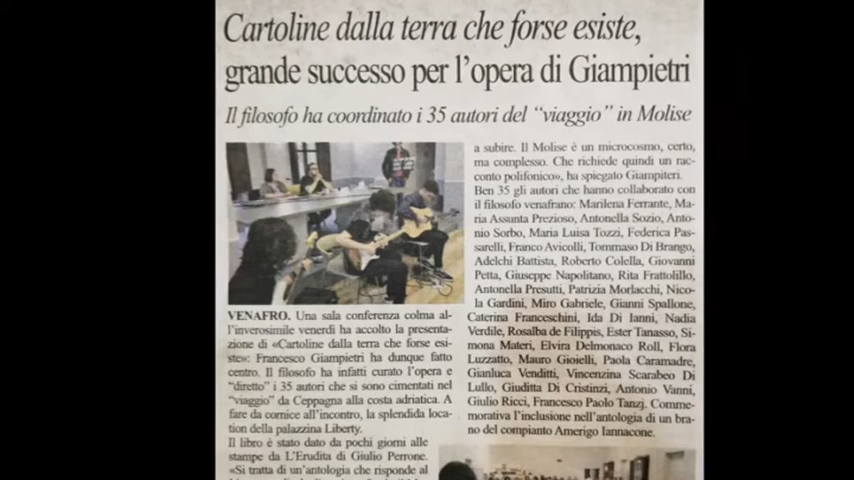 Cartoline dalla terra che forse esiste,
grande successo per l'opera di Giampietri
Il filosofo ha coordinato i 35 autori del “viaggio” in Molise
VENAFRO. Una sala conferenza colma al-
l'inverosimile venerdì ha accolto la presenta-
zione di «Cartoline dalla terra che forse esi-
ste»: Francesco Giampietri ha dunque fatto
centro. Il filosofo ha infatti curato l'opera e
“diretto” i 35 autori che si sono cimentati nel
“viaggio” da Ceppagna alla costa adriatica. A
fare da cornice all'incontro, la splendida loca-
tion della palazzina Liberty.
Il libro è stato dato da pochi giorni alle
stampe da L'Erudita di Giulio Perrone.
«Si tratta di un'antologia che risponde al
a subire. Il Molise è un microcosmo, certo,
ma complesso. Che richiede quindi un rac-
conto polifonico», ha spiegato Giampiteri.
Ben 35 gli autori che hanno collaborato con
il filosofo venafrano: Marilena Ferrante, Ma-
ria Assunta Prezioso, Antonella Sozio, Anto-
nio Sorbo, Maria Luisa Tozzi, Federica Pas-
sarelli, Franco Avicolli, Tommaso Di Brango,
Adelchi Battista, Roberto Colella, Giovanni
Petta, Giuseppe Napolitano, Rita Frattolillo,
Antonella Presutti, Patrizia Morlacchi, Nico-
la Gardini, Miro Gabriele, Gianni Spallone,
Caterina Franceschini, Ida Di Ianni, Nadia
Verdile, Rosalba de Filippis, Ester Tanasso, Si-
mona Materi, Elvira Delmonaco Roll, Flora
Luzzatto, Mauro Gioielli, Paola Caramadre,
Gianluca Venditti, Vincenzina Scarabeo Di
Lullo, Giuditta Di Cristinzi, Antonio Vanni,
Giulio Ricci, Francesco Paolo Tanzj. Comme-
morativa l'inclusione nell'antologia di un bra-
no del compianto Amerigo Iannacone.